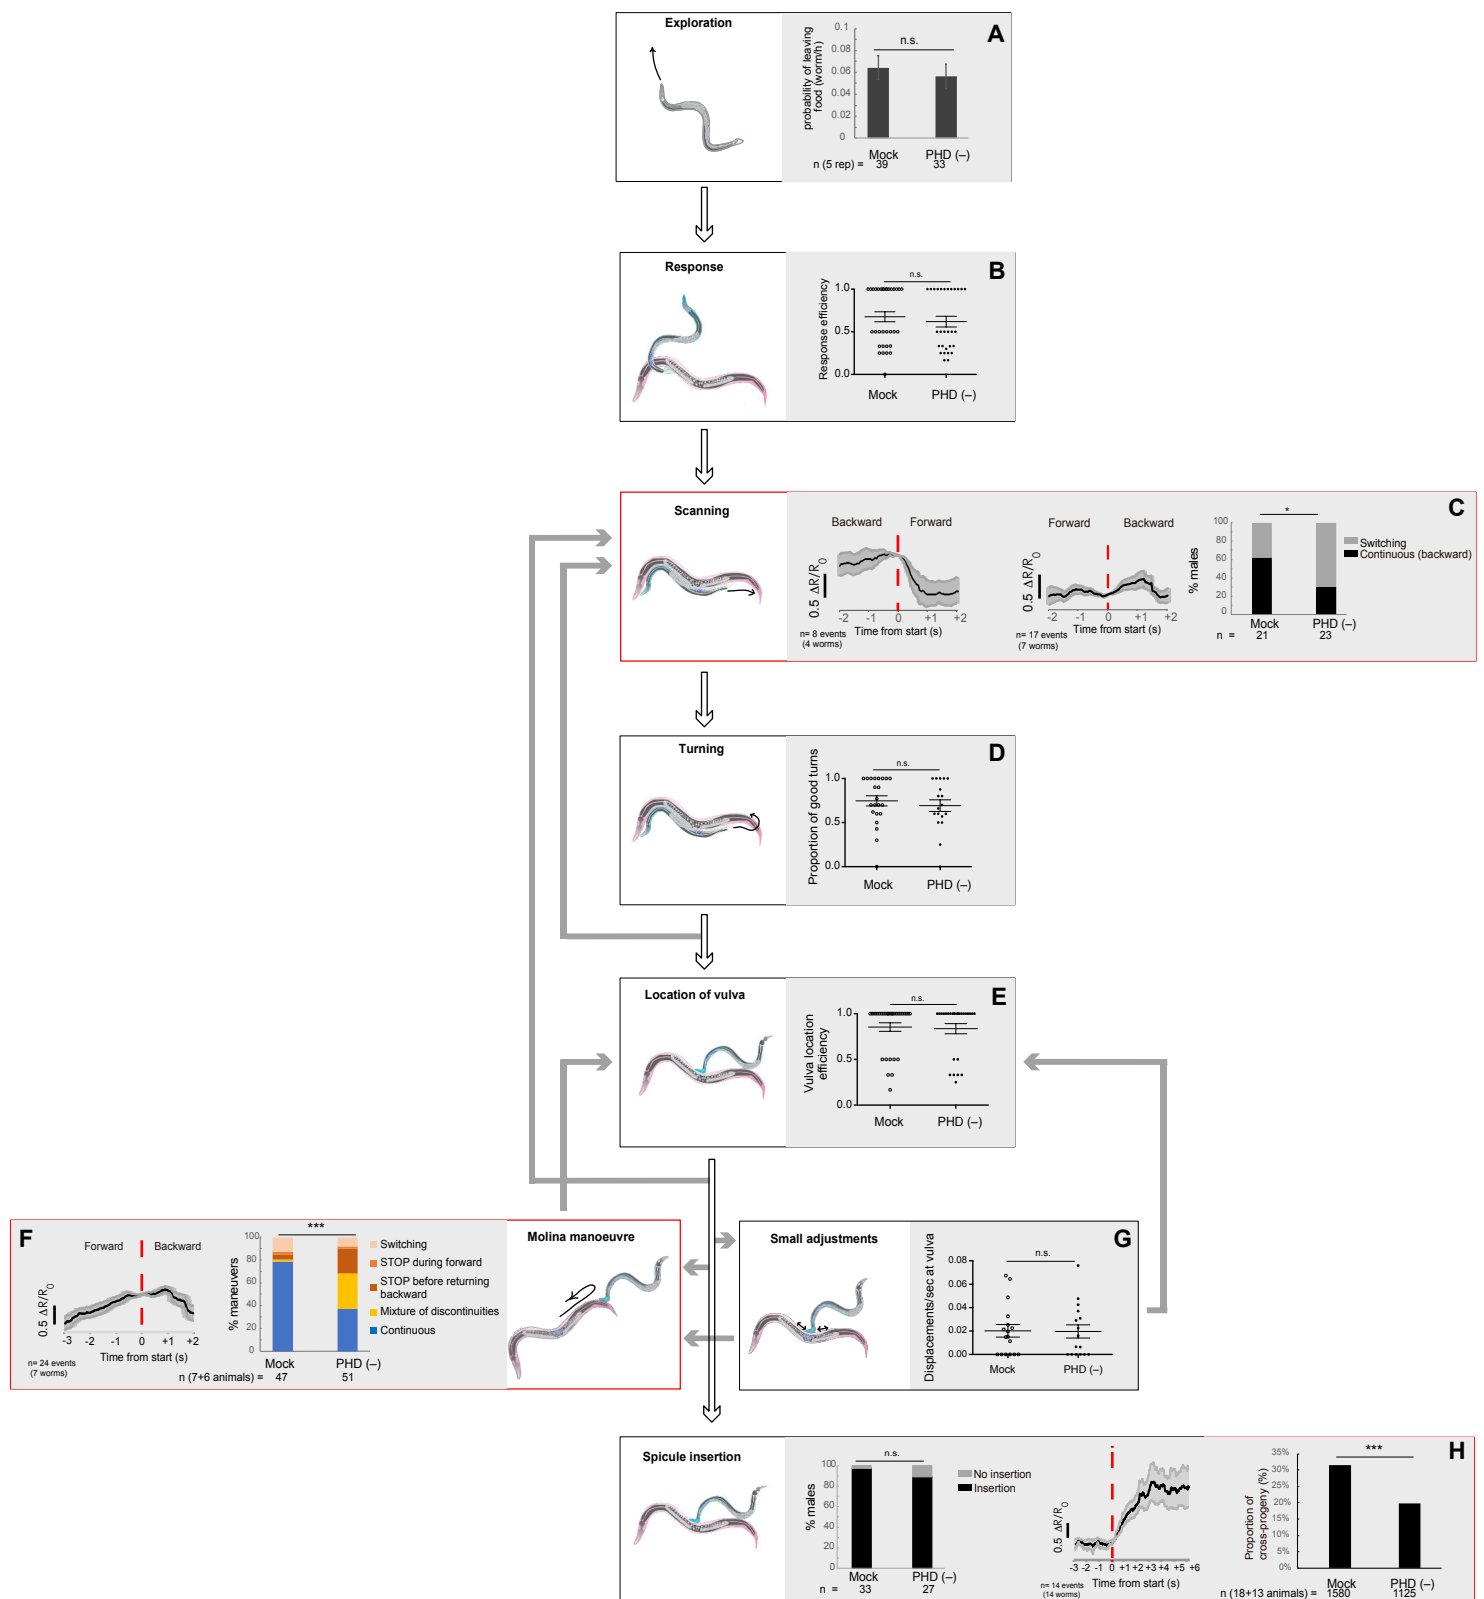 Exploration
A
n.s.
probability of leaving
food (worm/h)
0.1
0.08
0.06
0.04
0.02
0
Mock
PHD (–)
n (5 rep) =
39
33
Response
B
n.s.
Response efficiency
1.0
0.5
0.0
Mock
PHD (–)
Scanning
C
Backward
Forward
0.5 ΔR/R0
-2
-1
0
+1
+2
Time from start (s)
n= 8 events
(4 worms)
Forward
Backward
0.5 ΔR/R0
-2
-1
0
+1
+2
Time from start (s)
n= 17 events
(7 worms)
*
% males
100
80
60
40
20
0
Switching
Continuous (backward)
Mock
PHD (–)
n =
21
23
Turning
D
n.s.
Proportion of good turns
1.0
0.5
0.0
Mock
PHD (–)
Location of vulva
E
n.s.
Vulva location
efficiency
1.0
0.5
0.0
Mock
PHD (–)
F
Forward
Backward
0.5 ΔR/R0
-3
-2
-1
0
+1
+2
Time from start (s)
n= 24 events
(7 worms)
***
% maneuvers
100
80
60
40
20
0
Switching
STOP during forward
STOP before returning
backward
Mixture of discontinuities
Continuous
Mock
PHD (–)
n (7+6 animals) =
47
51
Molina manoeuvre
Small adjustments
G
n.s.
Displacements/sec at vulva
0.08
0.06
0.04
0.02
0.00
Mock
PHD (–)
Spicule insertion
H
n.s.
% males
100
80
60
40
20
0
No insertion
Insertion
Mock
PHD (–)
n =
33
27
0.5 ΔR/R0
-3
-2
-1
0
+1
+2
+3
+4
+5
+6
Time from start (s)
n= 14 events
(14 worms)
***
Proportion of
cross-progeny (%)
35%
30%
20%
20%
15%
10%
5%
0%
Mock
PHD (–)
n (18+13 animals) =
1580
1125